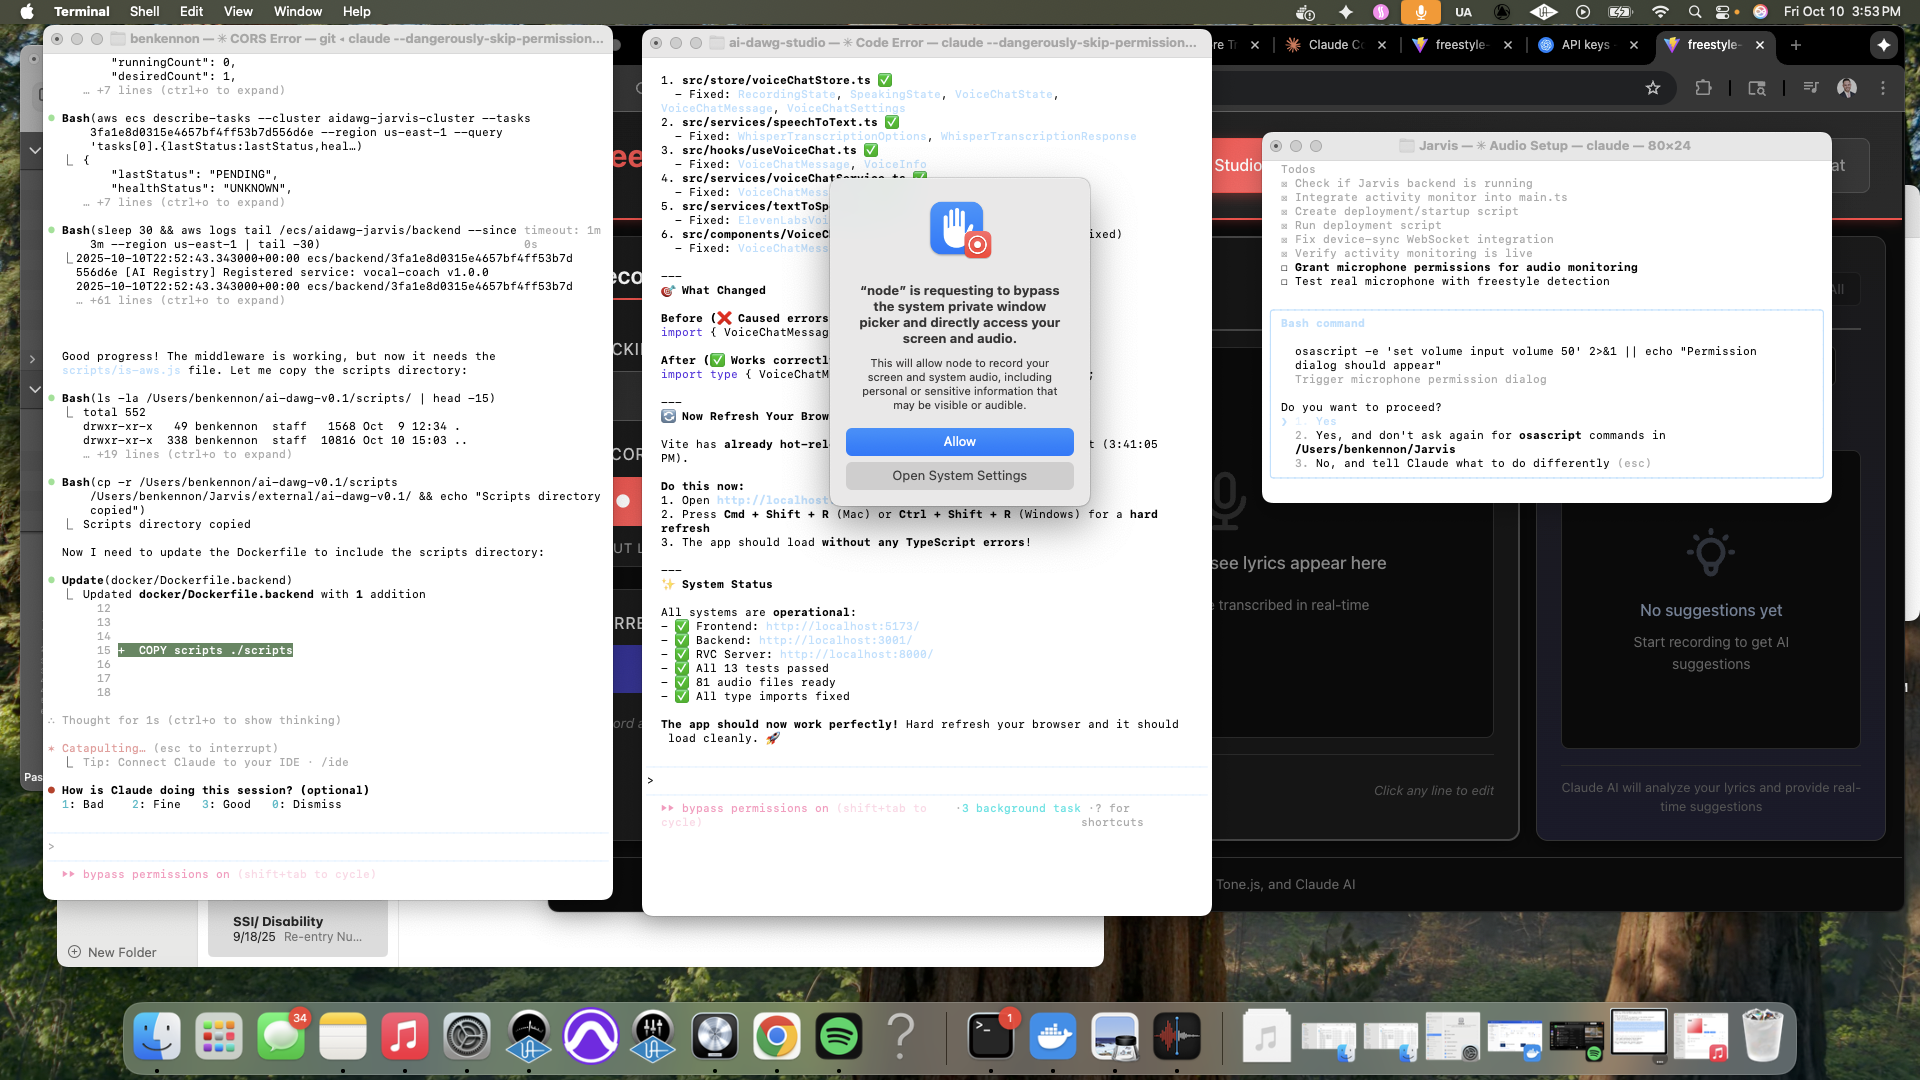 Terminal Shell Edit View Window Help
UA
Fri Oct 10 3:53 PM
benkennon — ✳ CORS Error — git ◂ claude --dangerously-skip-permission...
"runningCount": 0,
"desiredCount": 1,
… +7 lines (ctrl+o to expand)
Bash(aws ecs describe-tasks --cluster aidawg-jarvis-cluster --tasks
3fa1e8d0315e4657bf4ff53b7d556d6e --region us-east-1 --query
'tasks[0].{lastStatus:lastStatus,heal…)
{
"lastStatus": "PENDING",
"healthStatus": "UNKNOWN",
… +7 lines (ctrl+o to expand)
Bash(sleep 30 && aws logs tail /ecs/aidawg-jarvis/backend --since timeout: 1m
3m --region us-east-1 | tail -30) 0s
2025-10-10T22:52:43.343000+00:00 ecs/backend/3fa1e8d0315e4657bf4ff53b7d
556d6e [AI Registry] Registered service: vocal-coach v1.0.0
2025-10-10T22:52:43.343000+00:00 ecs/backend/3fa1e8d0315e4657bf4ff53b7d
… +61 lines (ctrl+o to expand)
Good progress! The middleware is working, but now it needs the
scripts/is-aws.js file. Let me copy the scripts directory:
Bash(ls -la /Users/benkennon/ai-dawg-v0.1/scripts/ | head -15)
total 552
drwxr-xr-x 49 benkennon staff 1568 Oct 9 12:34 .
drwxr-xr-x 338 benkennon staff 10816 Oct 10 15:03 ..
… +19 lines (ctrl+o to expand)
Bash(cp -r /Users/benkennon/ai-dawg-v0.1/scripts
/Users/benkennon/Jarvis/external/ai-dawg-v0.1/ && echo "Scripts directory
copied")
Scripts directory copied
Now I need to update the Dockerfile to include the scripts directory:
Update(docker/Dockerfile.backend)
Updated docker/Dockerfile.backend with 1 addition
12
13
14
15 + COPY scripts ./scripts
16
17
18
∴ Thought for 1s (ctrl+o to show thinking)
✶ Catapulting… (esc to interrupt)
Tip: Connect Claude to your IDE · /ide
How is Claude doing this session? (optional)
1: Bad 2: Fine 3: Good 0: Dismiss
>
bypass permissions on (shift+tab to cycle)
ai-dawg-studio — ✳ Code Error — claude --dangerously-skip-permission...
1. src/store/voiceChatStore.ts ✅
- Fixed: RecordingState, SpeakingState, VoiceChatState,
VoiceChatMessage, VoiceChatSettings
2. src/services/speechToText.ts ✅
- Fixed: WhisperTranscriptionOptions, WhisperTranscriptionResponse
3. src/hooks/useVoiceChat.ts ✅
- Fixed: VoiceChatMessage, VoiceInfo
4. src/services/voiceChatService.ts ✅
- Fixed: VoiceChatMess
5. src/services/textToSp
- Fixed: ElevenLabsVoi
6. src/components/VoiceC ixed)
- Fixed: VoiceChatMess
---
🎯 What Changed
Before (❌ Caused errors
import { VoiceChatMessag
After (✅ Works correctl
import type { VoiceChatM ;
---
🔄 Now Refresh Your Brow
Vite has already hot-rel t (3:41:05
PM).
Do this now:
1. Open http://localhost
2. Press Cmd + Shift + R (Mac) or Ctrl + Shift + R (Windows) for a hard
refresh
3. The app should load without any TypeScript errors!
---
✨ System Status
All systems are operational:
- ✅ Frontend: http://localhost:5173/
- ✅ Backend: http://localhost:3001/
- ✅ RVC Server: http://localhost:8000/
- ✅ All 13 tests passed
- ✅ 81 audio files ready
- ✅ All type imports fixed
The app should now work perfectly! Hard refresh your browser and it should
load cleanly. 🚀
>
bypass permissions on (shift+tab to · 3 background task · ? for
cycle) shortcuts
"node" is requesting to bypass
the system private window
picker and directly access your
screen and audio.
This will allow node to record your
screen and system audio, including
personal or sensitive information that
may be visible or audible.
Allow
Open System Settings
re Tr
Claude Co
freestyle-
API keys
freestyle-
Studio
at
Jarvis — ✳ Audio Setup — claude — 80×24
Todos
☒ Check if Jarvis backend is running
☒ Integrate activity monitor into main.ts
☒ Create deployment/startup script
☒ Run deployment script
☒ Fix device-sync WebSocket integration
☒ Verify activity monitoring is live
☐ Grant microphone permissions for audio monitoring
☐ Test real microphone with freestyle detection
Bash command
osascript -e 'set volume input volume 50' 2>&1 || echo "Permission
dialog should appear"
Trigger microphone permission dialog
Do you want to proceed?
❯ 1. Yes
2. Yes, and don't ask again for osascript commands in
/Users/benkennon/Jarvis
3. No, and tell Claude what to do differently (esc)
All
see lyrics appear here
transcribed in real-time
No suggestions yet
Start recording to get AI
suggestions
Click any line to edit
Claude AI will analyze your lyrics and provide real-
time suggestions
Tone.js, and Claude AI
ee
eco
CKI
COR
UT L
RRE
ord a
Pas
SSI/ Disability
9/18/25 Re-entry Nu...
New Folder
34
1